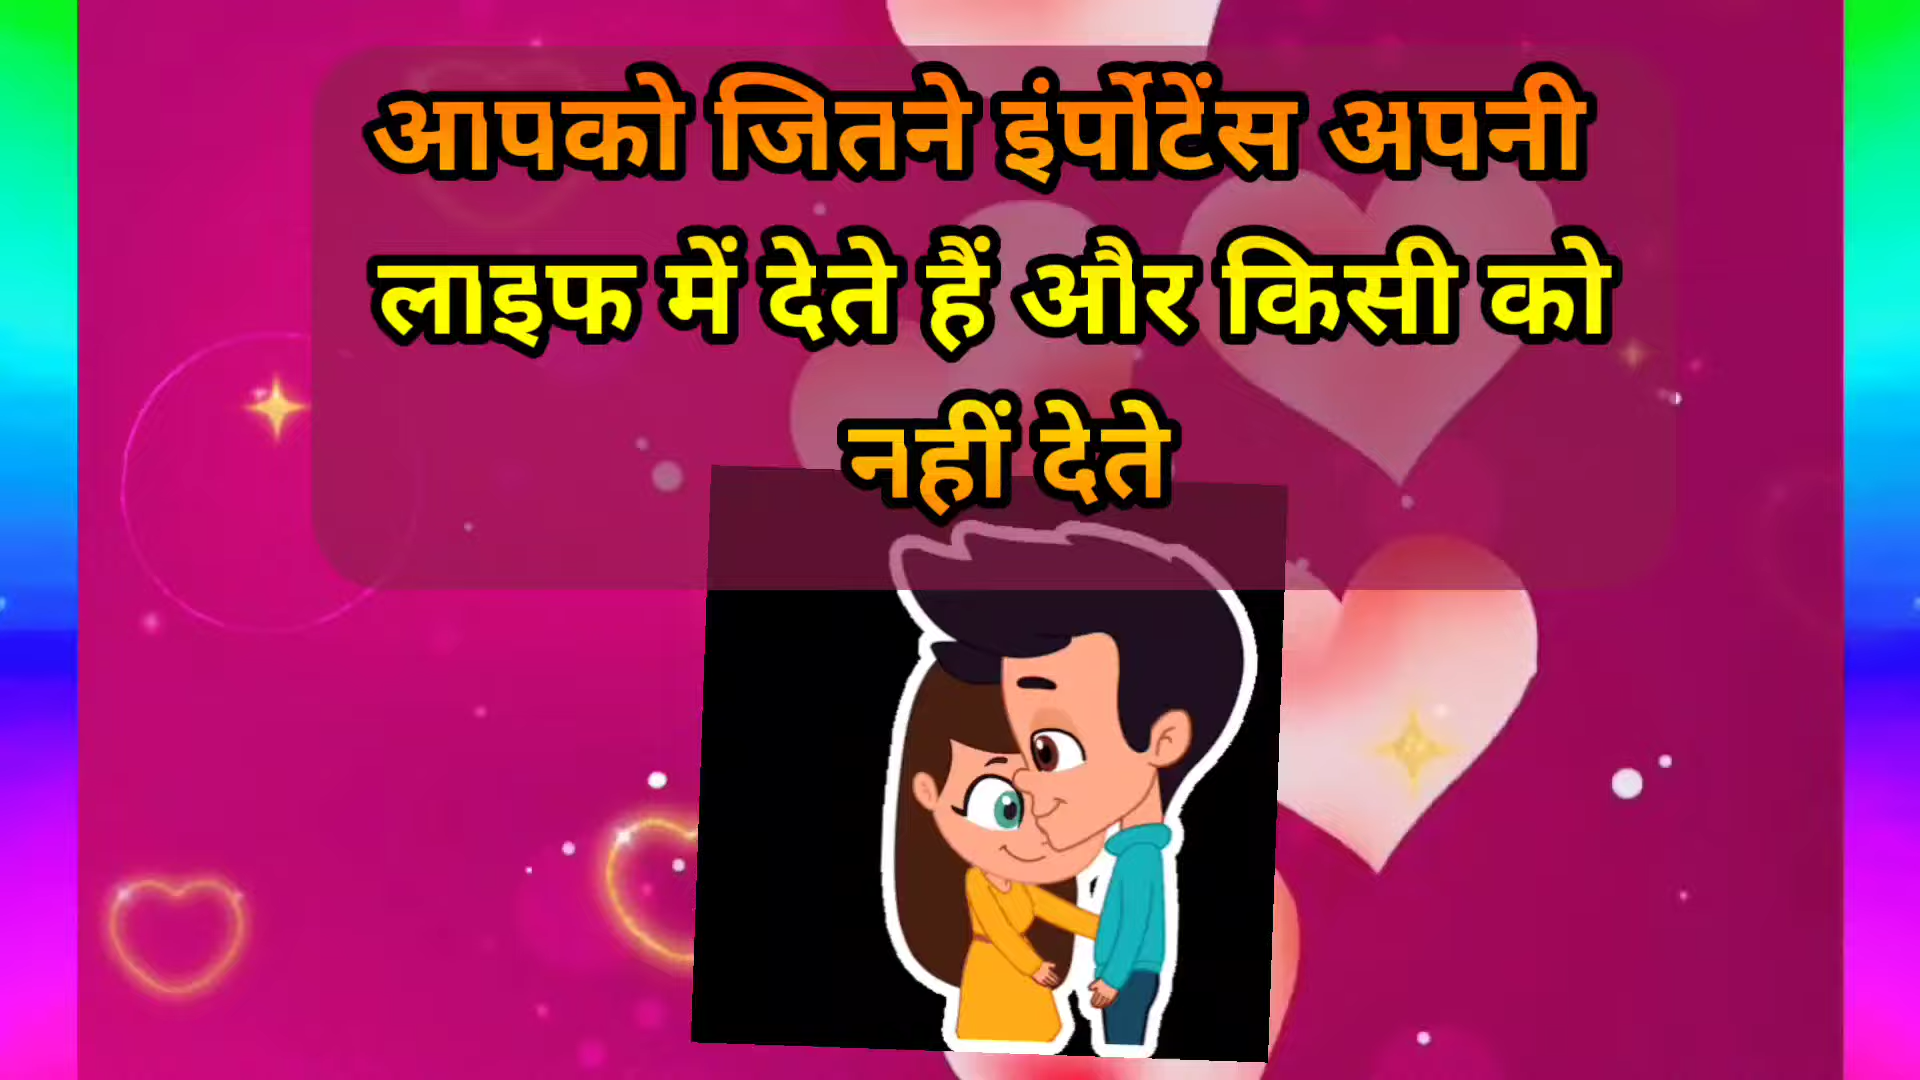 आपको जितने इंर्पोटेंस अपनी
लाइफ में देते हैं और किसी को
नहीं देते